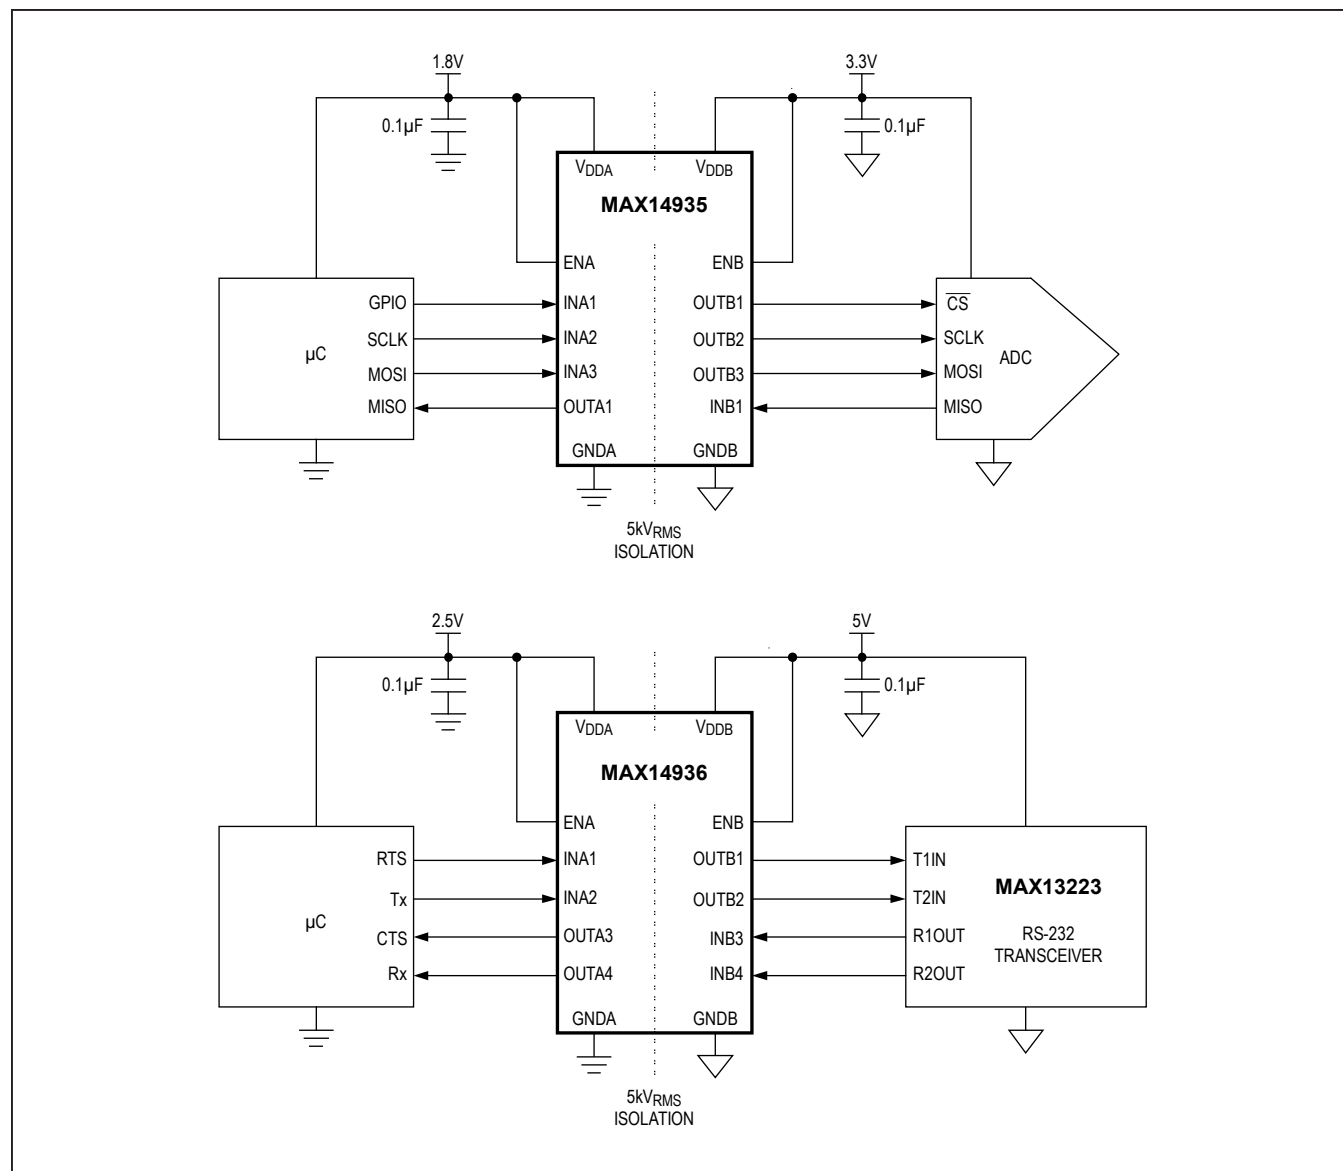 1.8V
3.3V
0.1µF
0.1µF
VDDA
VDDB
MAX14935
ENA
ENB
GPIO
INA1
OUTB1
CS
SCLK
INA2
OUTB2
SCLK
µC
ADC
MOSI
INA3
OUTB3
MOSI
MISO
OUTA1
INB1
MISO
GNDA
GNDB
5kVRMS
ISOLATION
2.5V
5V
0.1µF
0.1µF
VDDA
VDDB
MAX14936
ENA
ENB
RTS
INA1
OUTB1
T1IN
MAX13223
Tx
INA2
OUTB2
T2IN
µC
CTS
OUTA3
INB3
R1OUT
RS-232
TRANSCEIVER
Rx
OUTA4
INB4
R2OUT
GNDA
GNDB
5kVRMS
ISOLATION